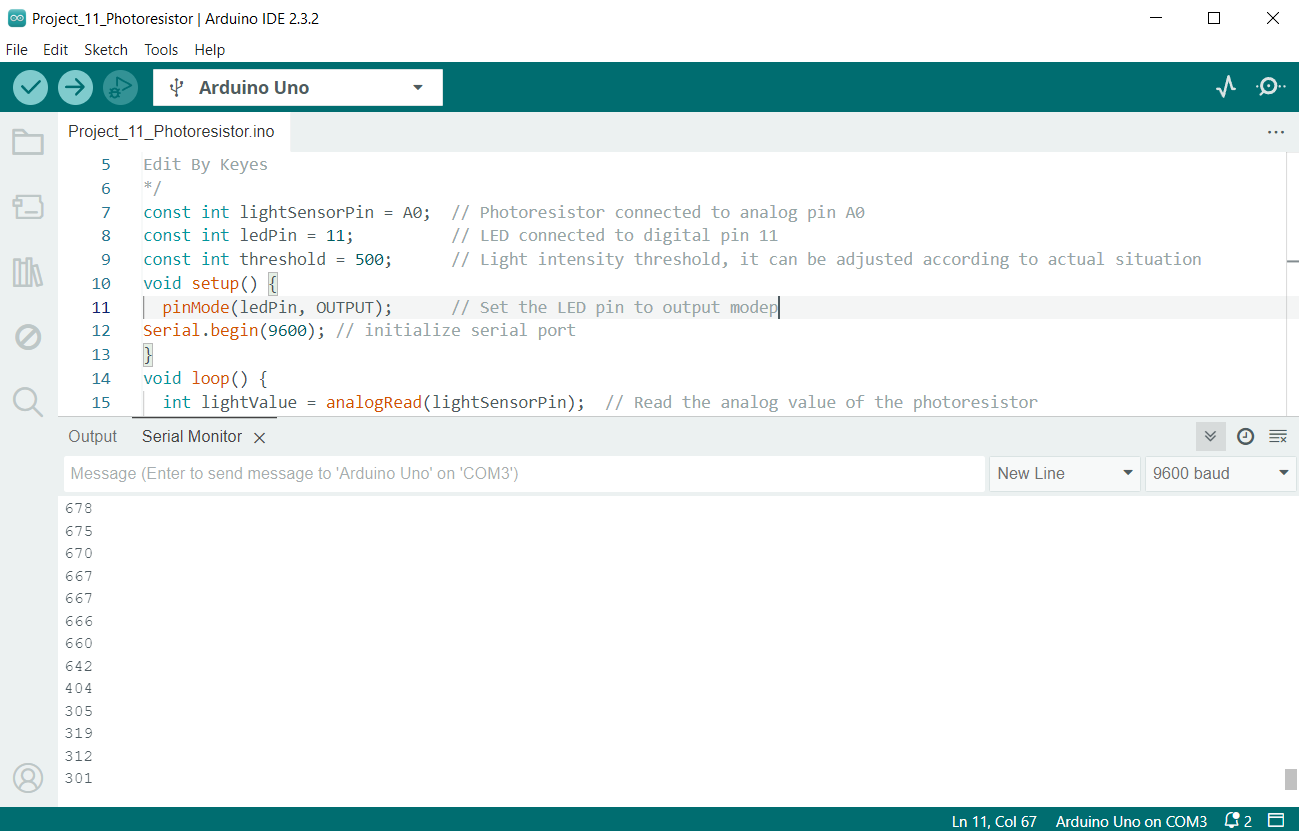 Project_11_Photoresistor | Arduino IDE 2.3.2
File Edit Sketch Tools Help
Arduino Uno
Project_11_Photoresistor.ino
5 Edit By Keyes
6 */
7 const int lightSensorPin = A0; // Photoresistor connected to analog pin A0
8 const int ledPin = 11; // LED connected to digital pin 11
9 const int threshold = 500; // Light intensity threshold, it can be adjusted according to actual situation
10 void setup() {
11 pinMode(ledPin, OUTPUT); // Set the LED pin to output modep
12 Serial.begin(9600); // initialize serial port
13 }
14 void loop() {
15 int lightValue = analogRead(lightSensorPin); // Read the analog value of the photoresistor
Output Serial Monitor
Message (Enter to send message to 'Arduino Uno' on 'COM3') New Line 9600 baud
678
675
670
667
667
666
660
642
404
305
319
312
301
Ln 11, Col 67 Arduino Uno on COM3 2